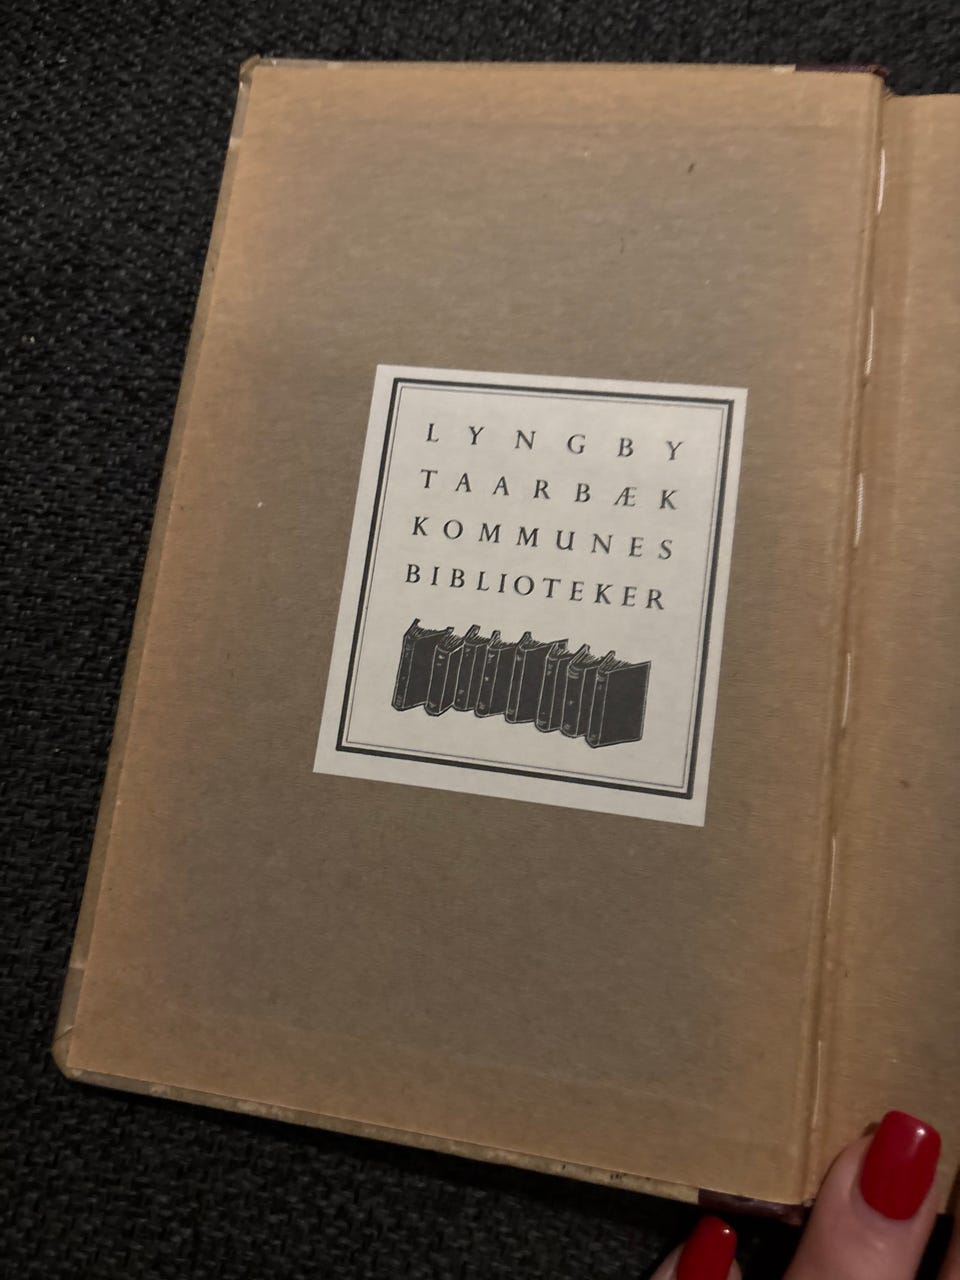 LYNGBY
TAARBÆK
KOMMUNES
BIBLIOTEKER